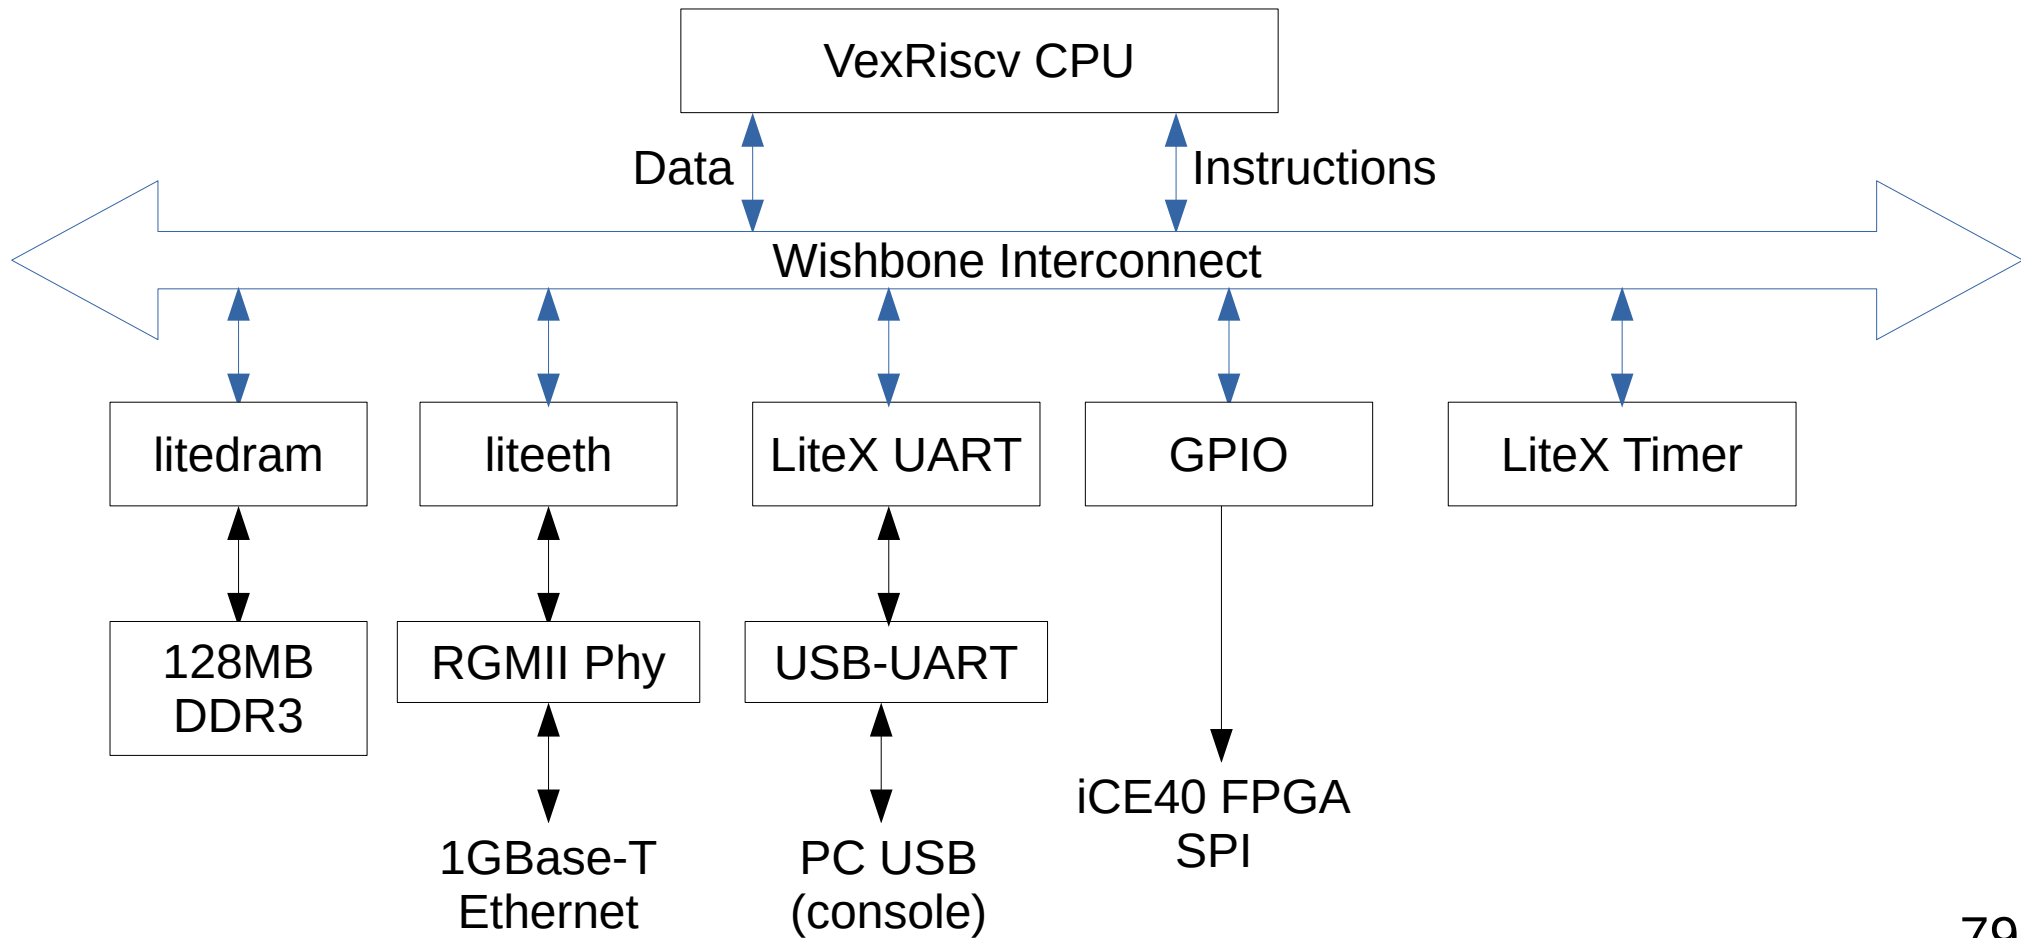 VexRiscv CPU
Data
Instructions
Wishbone Interconnect
litedram
liteeth
LiteX UART
GPIO
LiteX Timer
128MB
DDR3
RGMII Phy
USB-UART
iCE40 FPGA
SPI
1GBase-T
Ethernet
PC USB
(console)
79